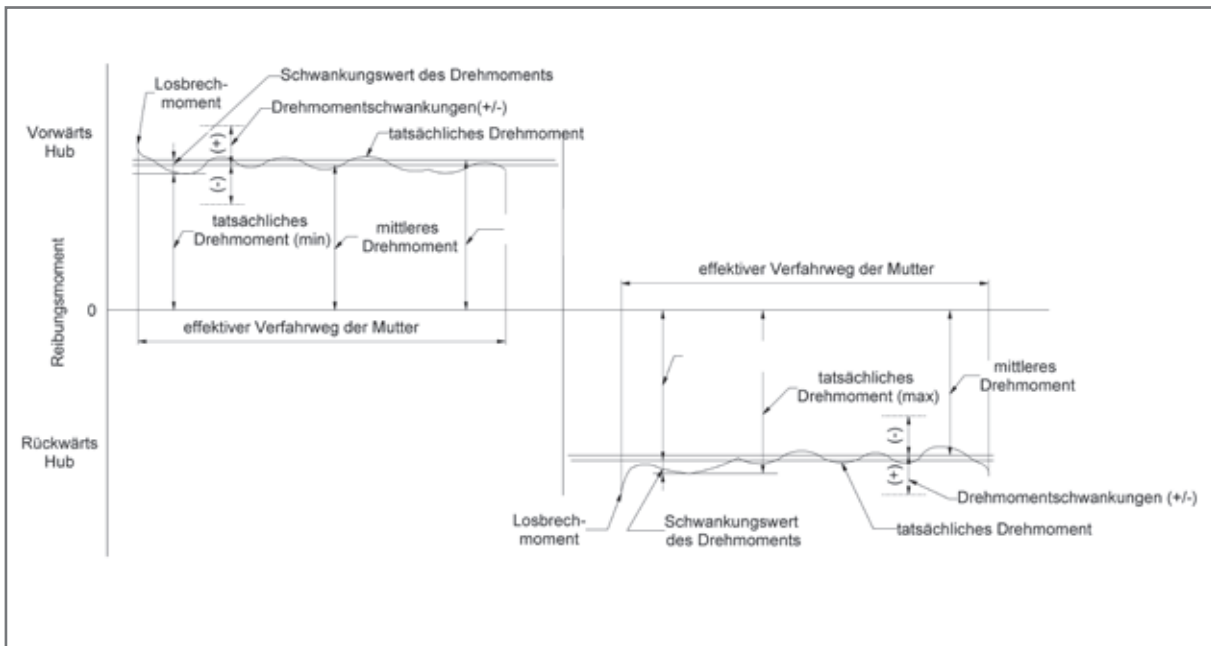 Losbrech-
moment
Schwankungswert des Drehmoments
Drehmomentschwankungen(+/-)
tatsächliches Drehmoment
Vorwärts
Hub
(+)
(-)
tatsächliches
Drehmoment (min)
mittleres
Drehmoment
Reibungsmoment
0
effektiver Verfahrweg der Mutter
effektiver Verfahrweg der Mutter
tatsächliches
Drehmoment (max)
mittleres
Drehmoment
Rückwärts
Hub
(-)
(+)
Drehmomentschwankungen (+/-)
Losbrech-
moment
Schwankungswert
des Drehmoments
tatsächliches Drehmoment